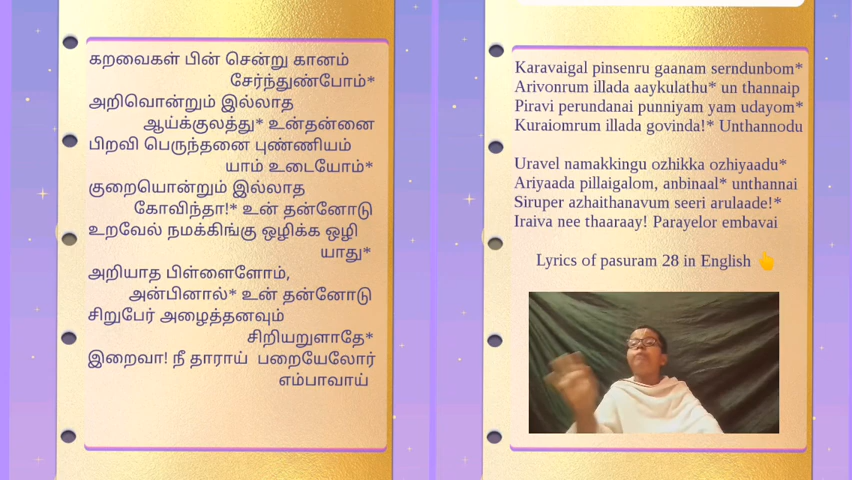 கறவைகள் பின் சென்று கானம்
சேர்ந்துண்போம்*
அறிவொன்றும் இல்லாத
ஆய்க்குலத்து* உன்தன்னை
பிறவி பெருந்தனை புண்ணியம்
யாம் உடையோம்*
குறையொன்றும் இல்லாத
கோவிந்தா!* உன் தன்னோடு
உறவேல் நமக்கிங்கு ஒழிக்க ஒழி
யாது*
அறியாத பிள்ளைளோம்,
அன்பினால்* உன் தன்னோடு
சிறுபேர் அழைத்தனவும்
சிறியறுளாதே*
இறைவா! நீ தாராய் பறையேலோர்
எம்பாவாய்
Karavaigal pinsenru gaanam serndunbom*
Arivonrum illada aaykulathu* un thannaip
Piravi perundanai punniyam yam udayom*
Kuraiomrum illada govinda!* Unthannodu
Uravel namakkingu ozhikka ozhiyaadu*
Ariyaada pillaigalom, anbinaal* unthannai
Siruper azhaithanavum seeri arulaade!*
Iraiva nee thaaraay! Parayelor embavai
Lyrics of pasuram 28 in English 👆